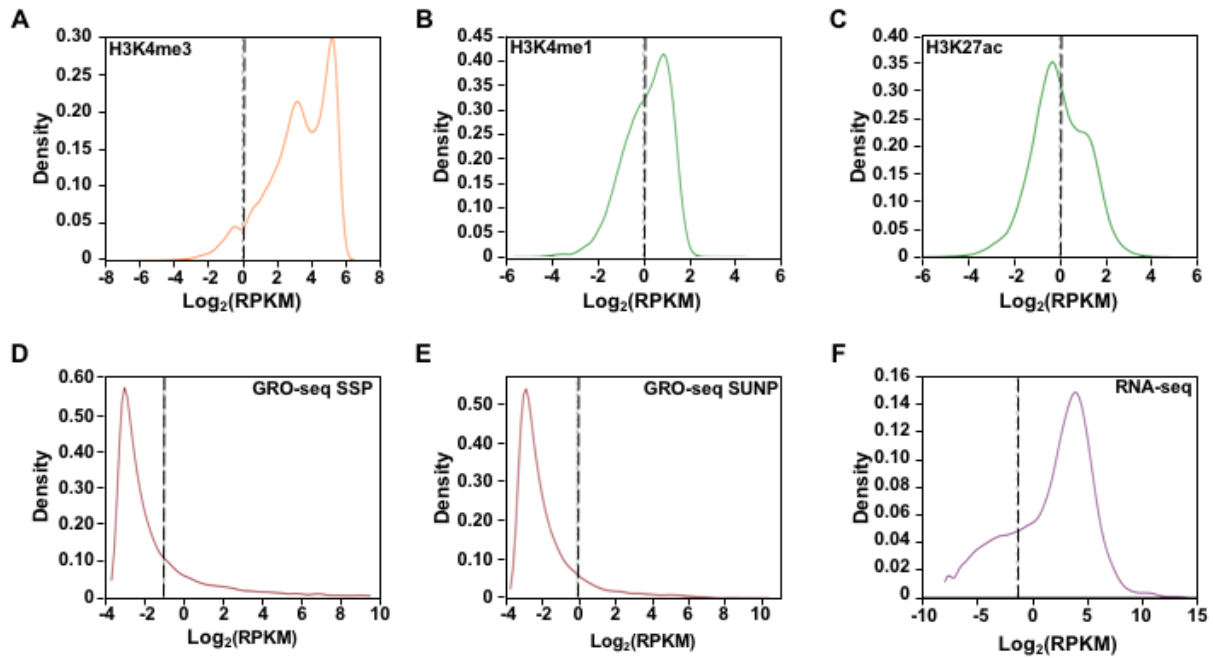 A
H3K4me3
0.30
0.25
0.20
0.15
0.10
0.05
0
-8 -6 -4 -2 0 2 4 6 8
Density
Log2(RPKM)
B
H3K4me1
0.45
0.40
0.35
0.30
0.25
0.20
0.15
0.10
0.05
0
-6 -4 -2 0 2 4 6
Density
Log2(RPKM)
C
H3K27ac
0.40
0.35
0.30
0.25
0.20
0.15
0.10
0.05
0
-6 -4 -2 0 2 4 6
Density
Log2(RPKM)
D
GRO-seq SSP
0.60
0.50
0.40
0.30
0.20
0.10
0
-4 -2 0 2 4 6 8 10
Density
Log2(RPKM)
E
GRO-seq SUNP
0.50
0.40
0.30
0.20
0.10
0
-4 -2 0 2 4 6 8 10
Density
Log2(RPKM)
F
RNA-seq
0.16
0.14
0.12
0.10
0.08
0.06
0.04
0.02
0
-10 -5 0 5 10 15
Density
Log2(RPKM)